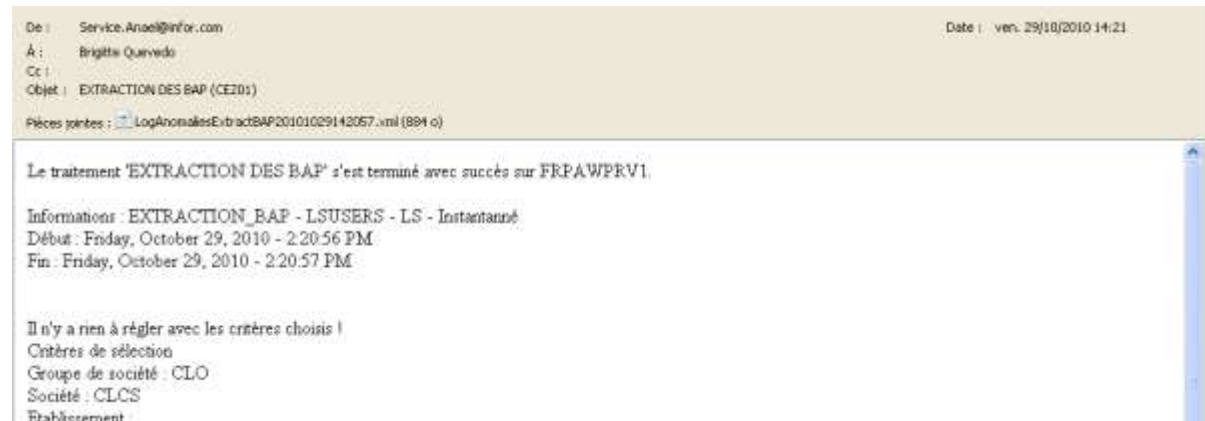 De : Service.Anael@infor.com
Date : ven. 29/10/2010 14:21
À : Brigitte Quevedo
Cc :
Objet : EXTRACTION DES BAP (CEZ01)
Pièces jointes : LogAnomaliesExtractBAP20101029142057.xml (884 o)
Le traitement 'EXTRACTION DES BAP' s'est terminé avec succès sur FRPAWPRV1.
Informations : EXTRACTION_BAP - LSUSERS - LS - Instantanné
Début : Friday, October 29, 2010 - 2:20:56 PM
Fin : Friday, October 29, 2010 - 2:20:57 PM
Il n'y a rien à régler avec les critères choisis !
Critères de sélection
Groupe de société : CLO
Société : CLCS
Etablissement :